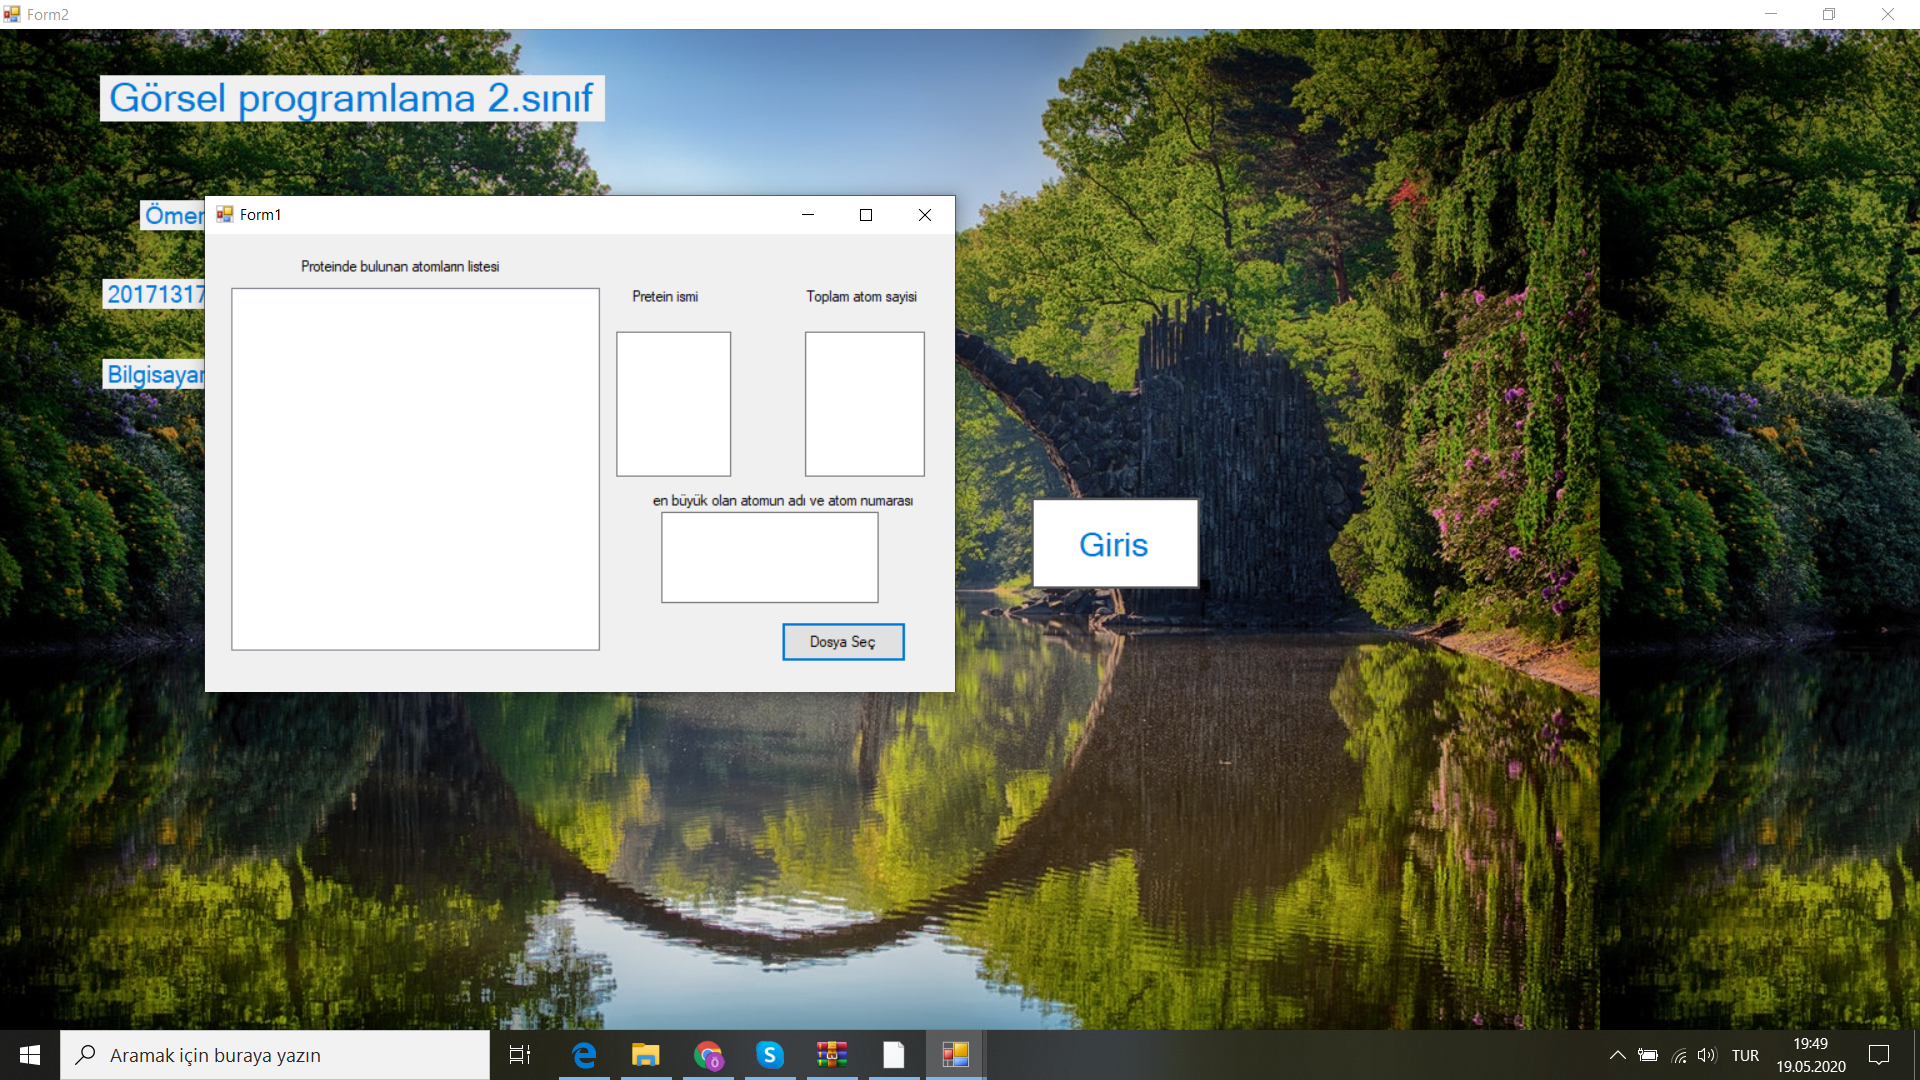 Form2
Görsel programlama 2.sınıf
Ömer
Form1
Proteinde bulunan atomların listesi
20171317
Pretein ismi
Toplam atom sayisi
Bilgisayar
en büyük olan atomun adı ve atom numarası
Giris
Dosya Seç
Aramak için buraya yazın
TUR
19:49
19.05.2020